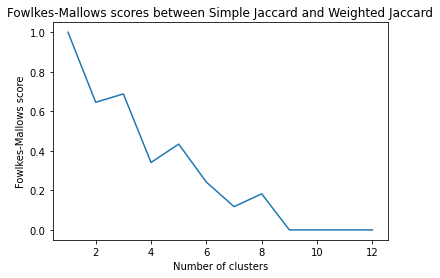 Fowlkes-Mallows scores between Simple Jaccard and Weighted Jaccard
1.0
0.8
0.6
0.4
0.2
0.0
Fowlkes-Mallows score
2 4 6 8 10 12
Number of clusters